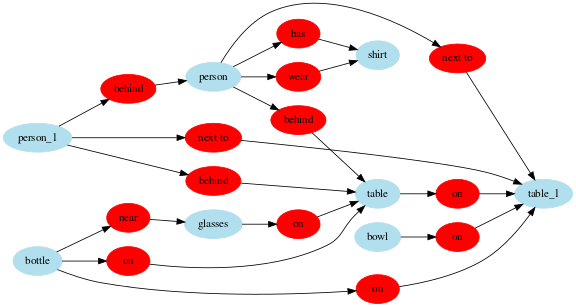 has
shirt
next to
person
wear
behind
behind
person_1
next to
behind
table
on
table_1
near
glasses
on
bowl
on
bottle
on
on